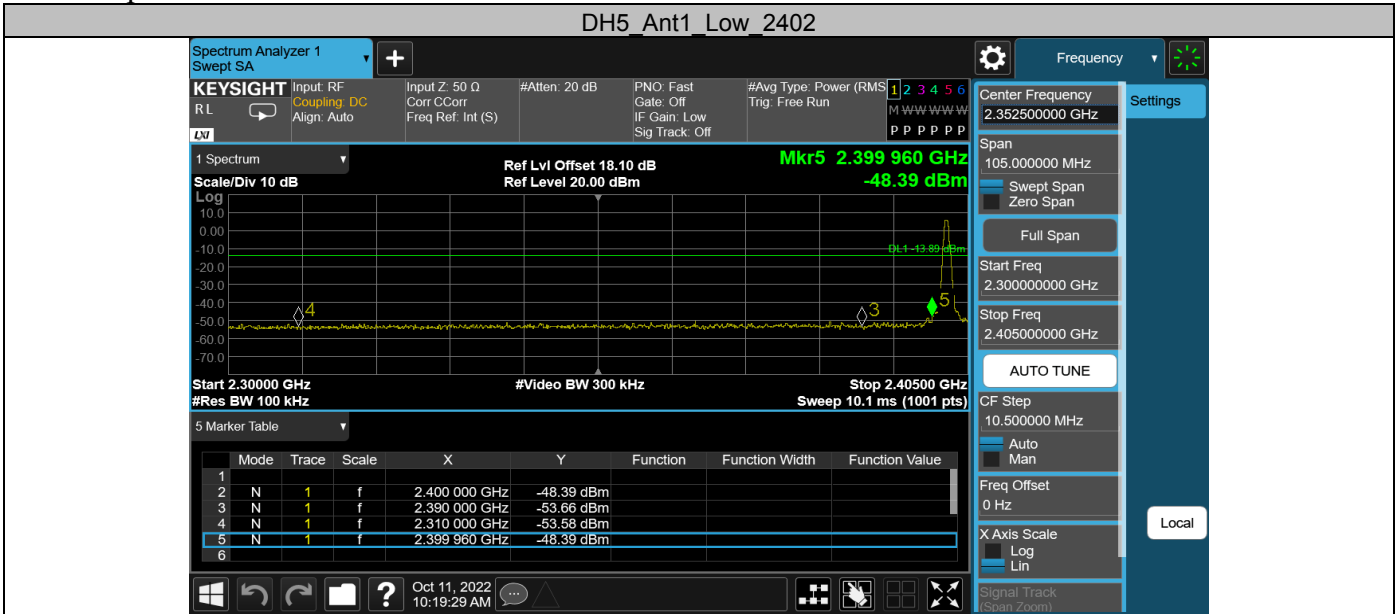 DH5_Ant1_Low_2402
Spectrum Analyzer 1
Swept SA
+
Frequency
KEYSIGHT
RL
LXI
Input: RF
Coupling: DC
Align: Auto
Input Z: 50 Ω
Corr CCorr
Freq Ref: Int (S)
#Atten: 20 dB
PNO: Fast
Gate: Off
IF Gain: Low
Sig Track: Off
#Avg Type: Power (RMS
Trig: Free Run
1 2 3 4 5 6
M W W W W W
P P P P P P
1 Spectrum
Scale/Div 10 dB
Ref Lvl Offset 18.10 dB
Ref Level 20.00 dBm
Mkr5 2.399 960 GHz
-48.39 dBm
Log
10.0
0.00
-10.0
-20.0
-30.0
-40.0
-50.0
-60.0
-70.0
DL1 -13.89 dBm
4
3
5
Start 2.30000 GHz
#Video BW 300 kHz
Stop 2.40500 GHz
#Res BW 100 kHz
Sweep 10.1 ms (1001 pts)
5 Marker Table
Mode Trace Scale X Y Function Function Width Function Value
1
2 N 1 f 2.400 000 GHz -48.39 dBm
3 N 1 f 2.390 000 GHz -53.66 dBm
4 N 1 f 2.310 000 GHz -53.58 dBm
5 N 1 f 2.399 960 GHz -48.39 dBm
6
?
Oct 11, 2022
10:19:29 AM
Center Frequency
2.352500000 GHz
Settings
Span
105.000000 MHz
Swept Span
Zero Span
Full Span
Start Freq
2.300000000 GHz
Stop Freq
2.405000000 GHz
AUTO TUNE
CF Step
10.500000 MHz
Auto
Man
Freq Offset
0 Hz
X Axis Scale
Log
Lin
Local
Signal Track
(Span Zoom)